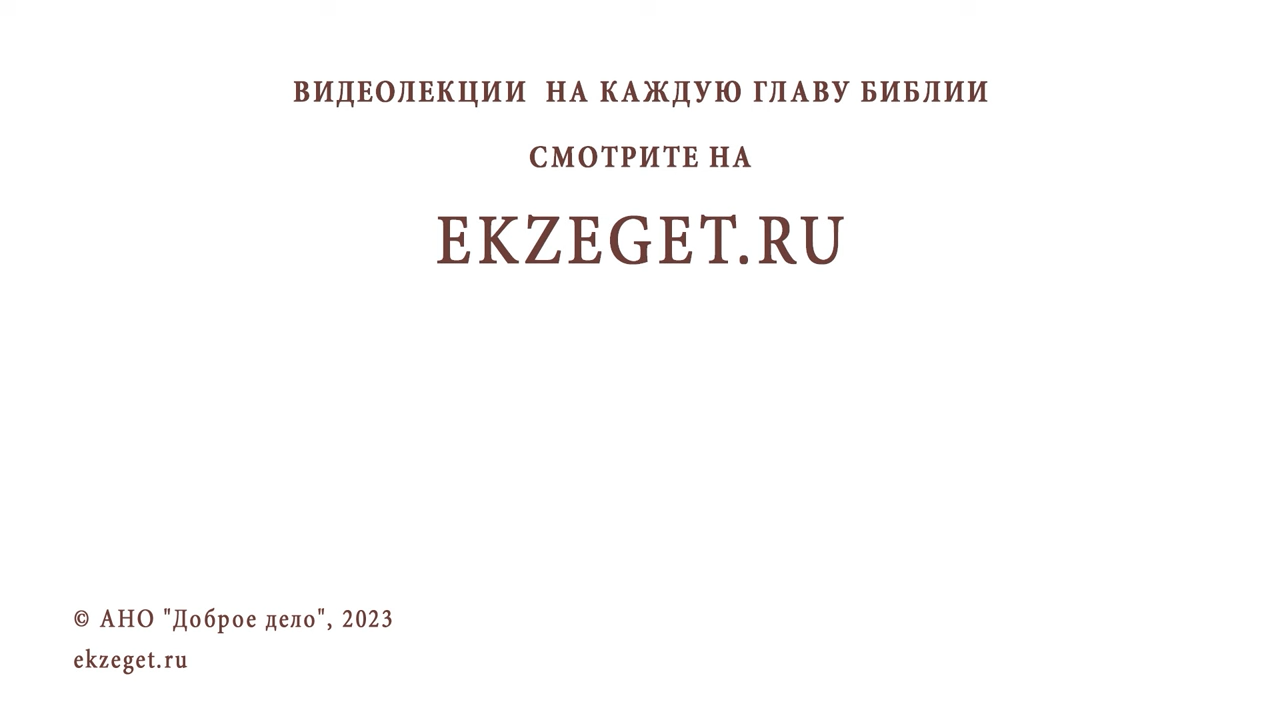 ВИДЕОЛЕКЦИИ НА КАЖДУЮ ГЛАВУ БИБЛИИ
СМОТРИТЕ НА
EKZEGET.RU
© АНО "Доброе дело", 2023
ekzeget.ru